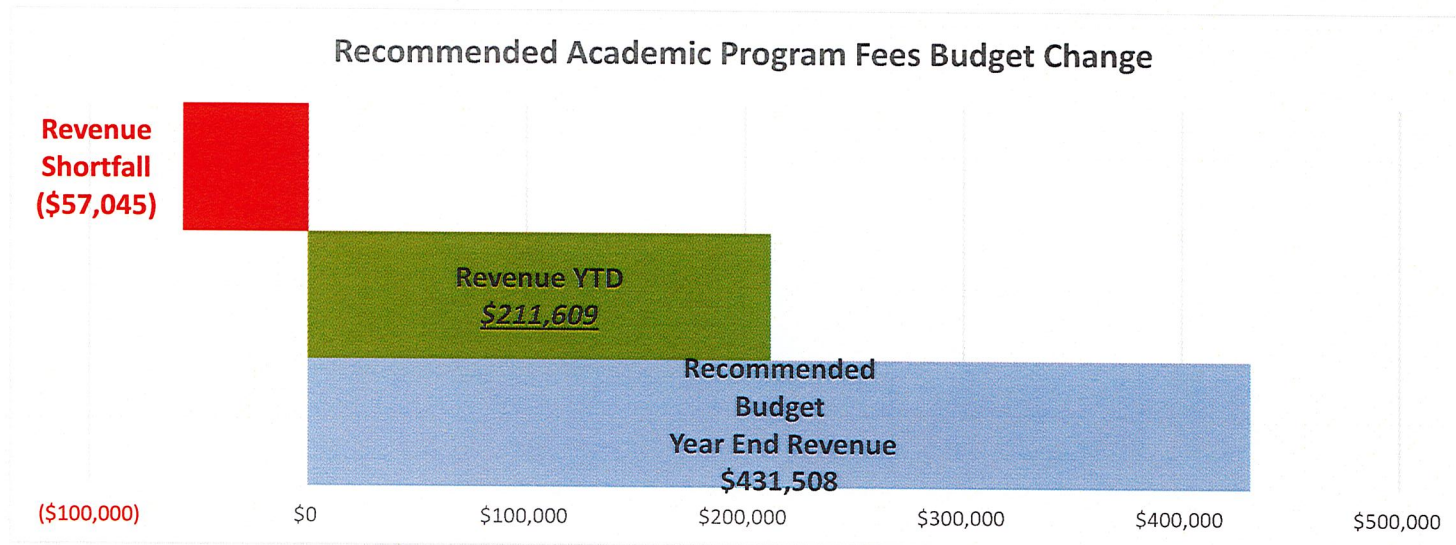 Recommended Academic Program Fees Budget Change
Revenue
Shortfall
($57,045)
Revenue YTD
$211,609
Recommended
Budget
Year End Revenue
$431,508
($100,000)
$0
$100,000
$200,000
$300,000
$400,000
$500,000